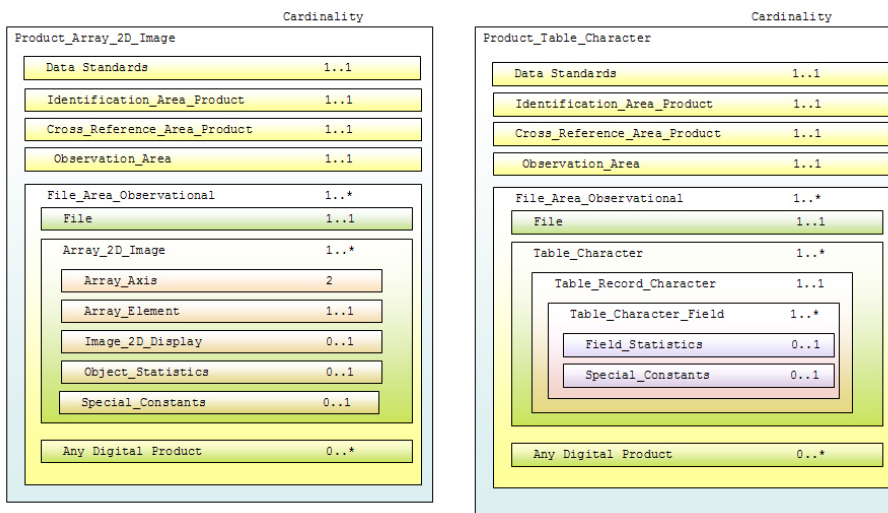 Cardinality
Product_Array_2D_Image
Data Standards 1..1
Identification_Area_Product 1..1
Cross_Reference_Area_Product 1..1
Observation_Area 1..1
File_Area_Observational 1..*
File 1..1
Array_2D_Image 1..*
Array_Axis 2
Array_Element 1..1
Image_2D_Display 0..1
Object_Statistics 0..1
Special_Constants 0..1
Any Digital Product 0..*
Cardinality
Product_Table_Character
Data Standards 1..1
Identification_Area_Product 1..1
Cross_Reference_Area_Product 1..1
Observation_Area 1..1
File_Area_Observational 1..*
File 1..1
Table_Character 1..*
Table_Record_Character 1..1
Table_Character_Field 1..*
Field_Statistics 0..1
Special_Constants 0..1
Any Digital Product 0..*